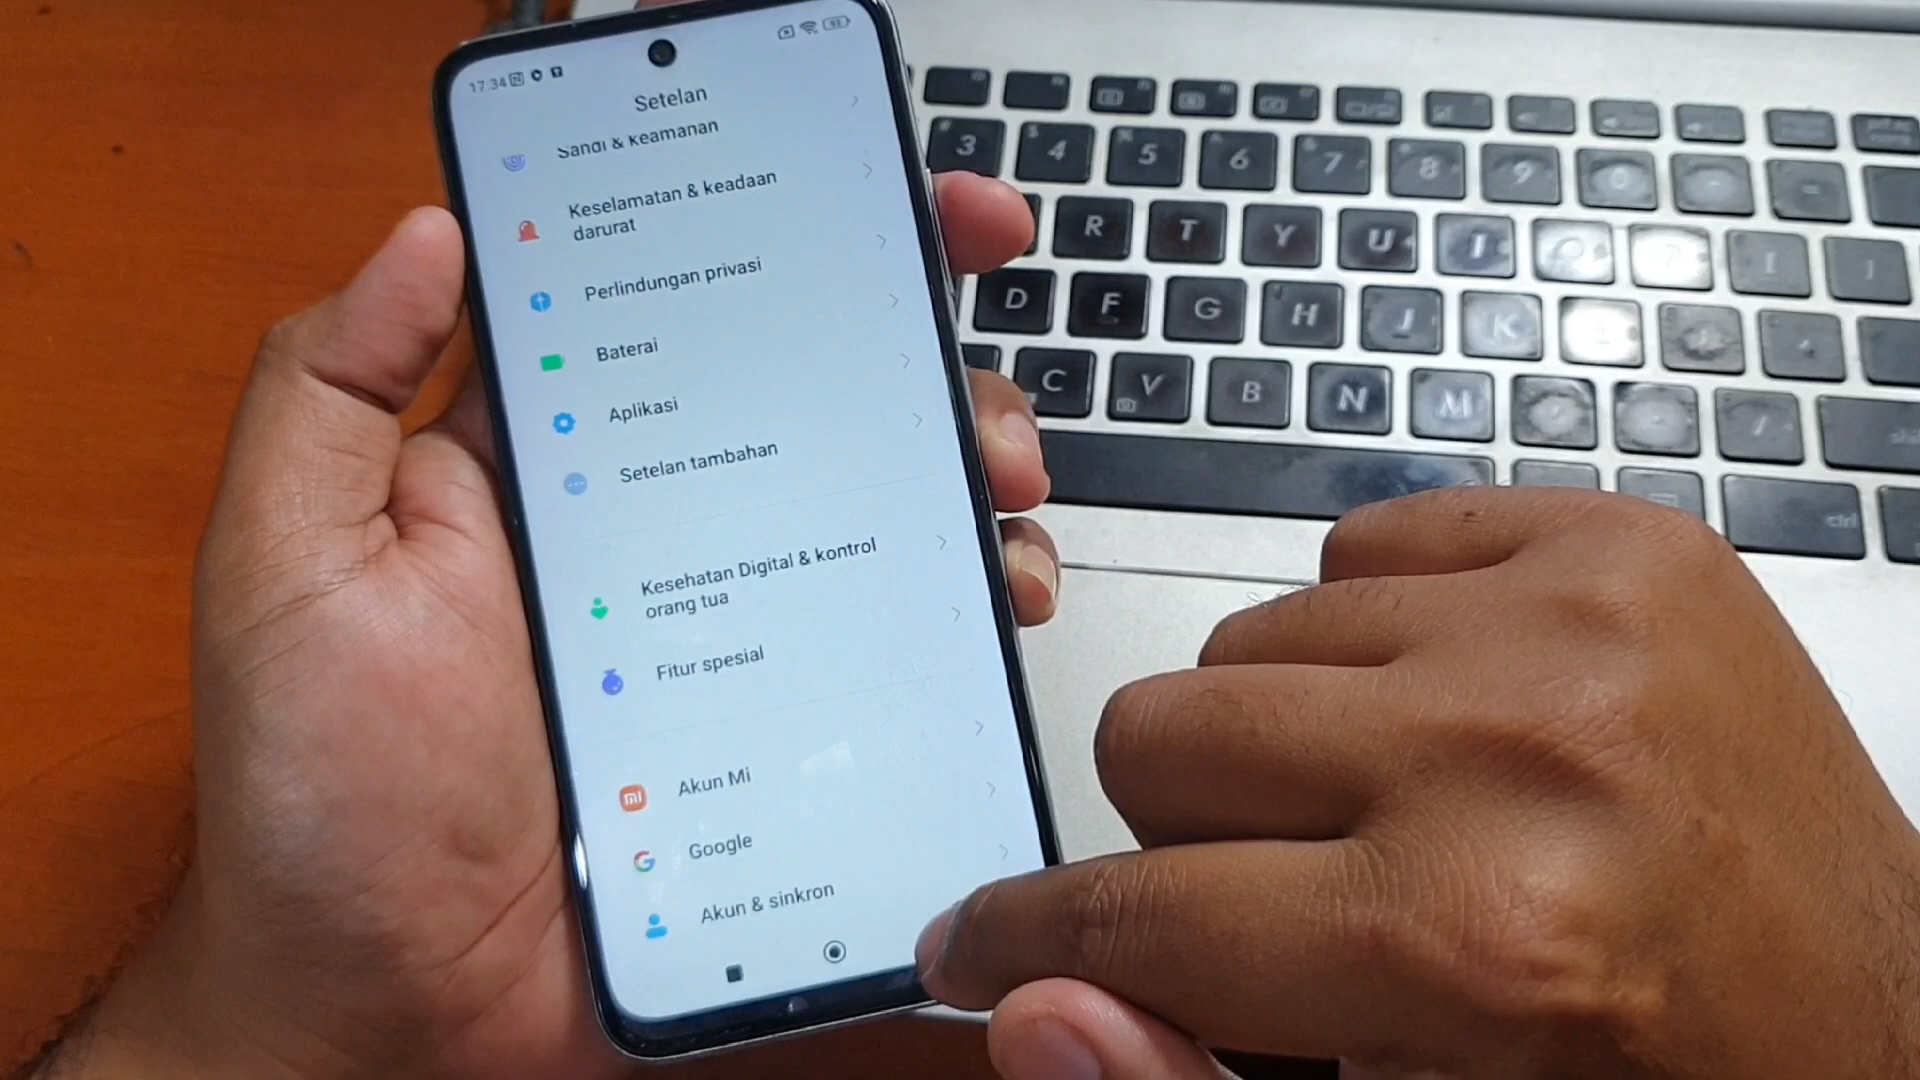 17:34
93
Setelan
Sandi & keamanan
Keselamatan & keadaan
darurat
Perlindungan privasi
Baterai
Aplikasi
Setelan tambahan
Kesehatan Digital & kontrol
orang tua
Fitur spesial
Akun Mi
Google
Akun & sinkron
3 4 5 6 7 8 9
R T Y U I
D F G H J K
C V B N M
ctrl